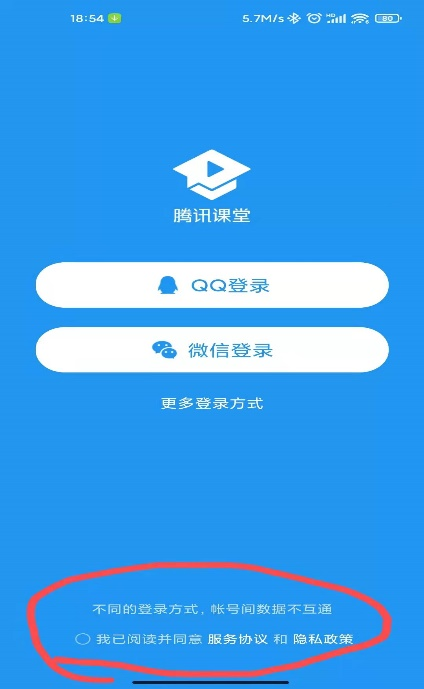 18:54 5.7M/s HD 80
腾讯课堂
QQ登录
微信登录
更多登录方式
不同的登录方式，帐号间数据不互通
我已阅读并同意 服务协议 和 隐私政策